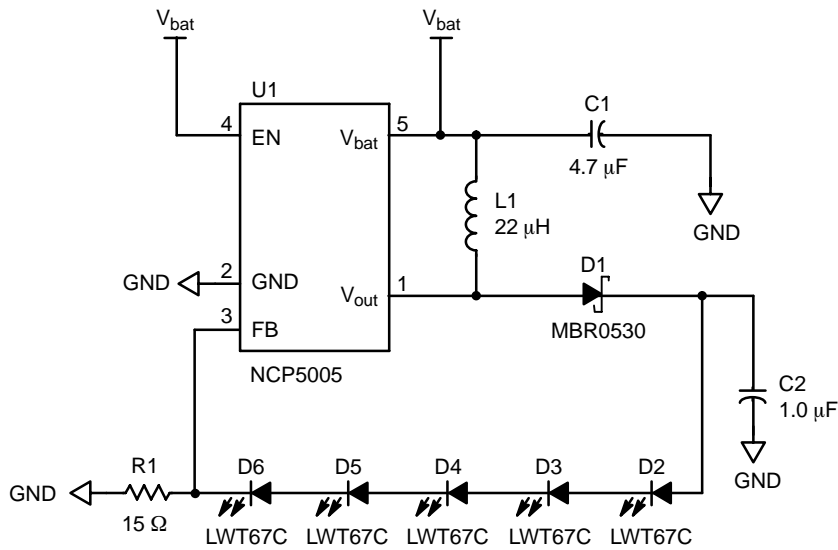 Vbat
Vbat
U1
C1
4
EN
Vbat
5
4.7 μF
L1
22 μH
GND
GND
2
GND
D1
Vout
1
MBR0530
3
FB
NCP5005
C2
1.0 μF
GND
R1
D6
D5
D4
D3
D2
GND
15 Ω
LWT67C
LWT67C
LWT67C
LWT67C
LWT67C